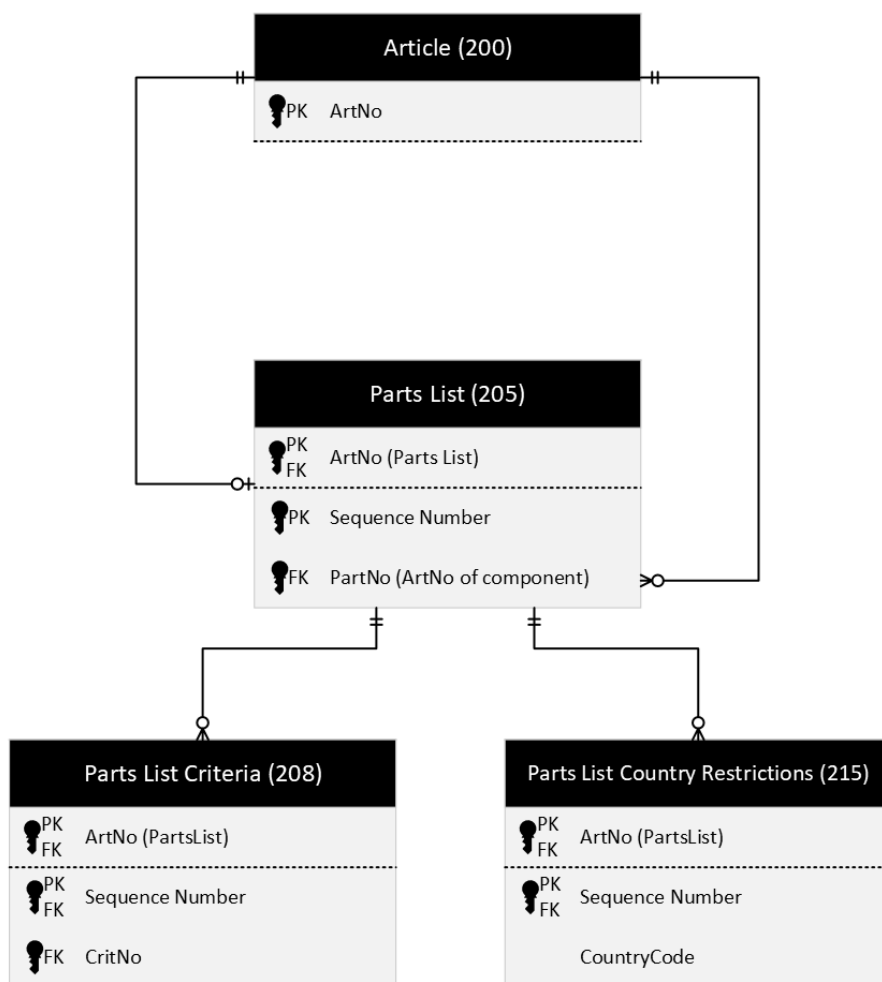 Article (200)
PK ArtNo
Parts List (205)
PK
FK ArtNo (Parts List)
PK Sequence Number
FK PartNo (ArtNo of component)
Parts List Criteria (208)
PK
FK ArtNo (PartsList)
PK
FK Sequence Number
FK CritNo
Parts List Country Restrictions (215)
PK
FK ArtNo (PartsList)
PK
FK Sequence Number
CountryCode